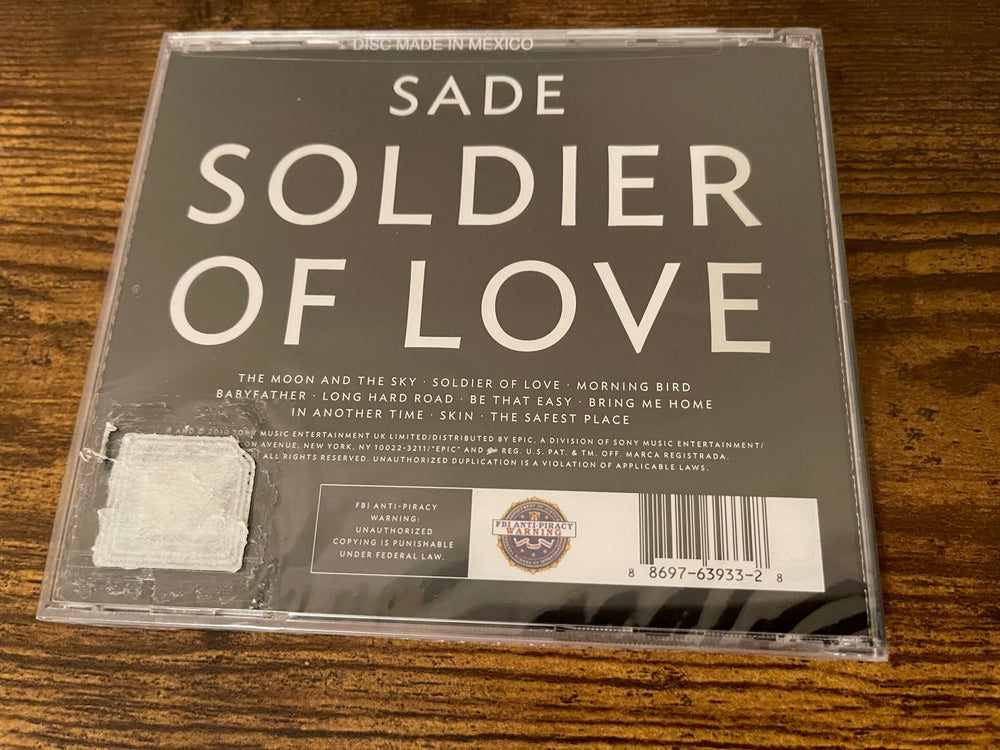 DISC MADE IN MEXICO
SADE
SOLDIER
OF LOVE
THE MOON AND THE SKY · SOLDIER OF LOVE · MORNING BIRD
BABYFATHER · LONG HARD ROAD · BE THAT EASY · BRING ME HOME
IN ANOTHER TIME · SKIN · THE SAFEST PLACE
℗ AND © 2010 SONY MUSIC ENTERTAINMENT UK LIMITED/DISTRIBUTED BY EPIC, A DIVISION OF SONY MUSIC ENTERTAINMENT/
AVENUE, NEW YORK, NY 10022-3211/"EPIC" AND REG. U.S. PAT. & TM. OFF. MARCA REGISTRADA.
ALL RIGHTS RESERVED. UNAUTHORIZED DUPLICATION IS A VIOLATION OF APPLICABLE LAWS.
FBI ANTI-PIRACY
WARNING:
UNAUTHORIZED
COPYING IS PUNISHABLE
UNDER FEDERAL LAW.
FBI ANTI-PIRACY
WARNING
8 8697-63933-2 8